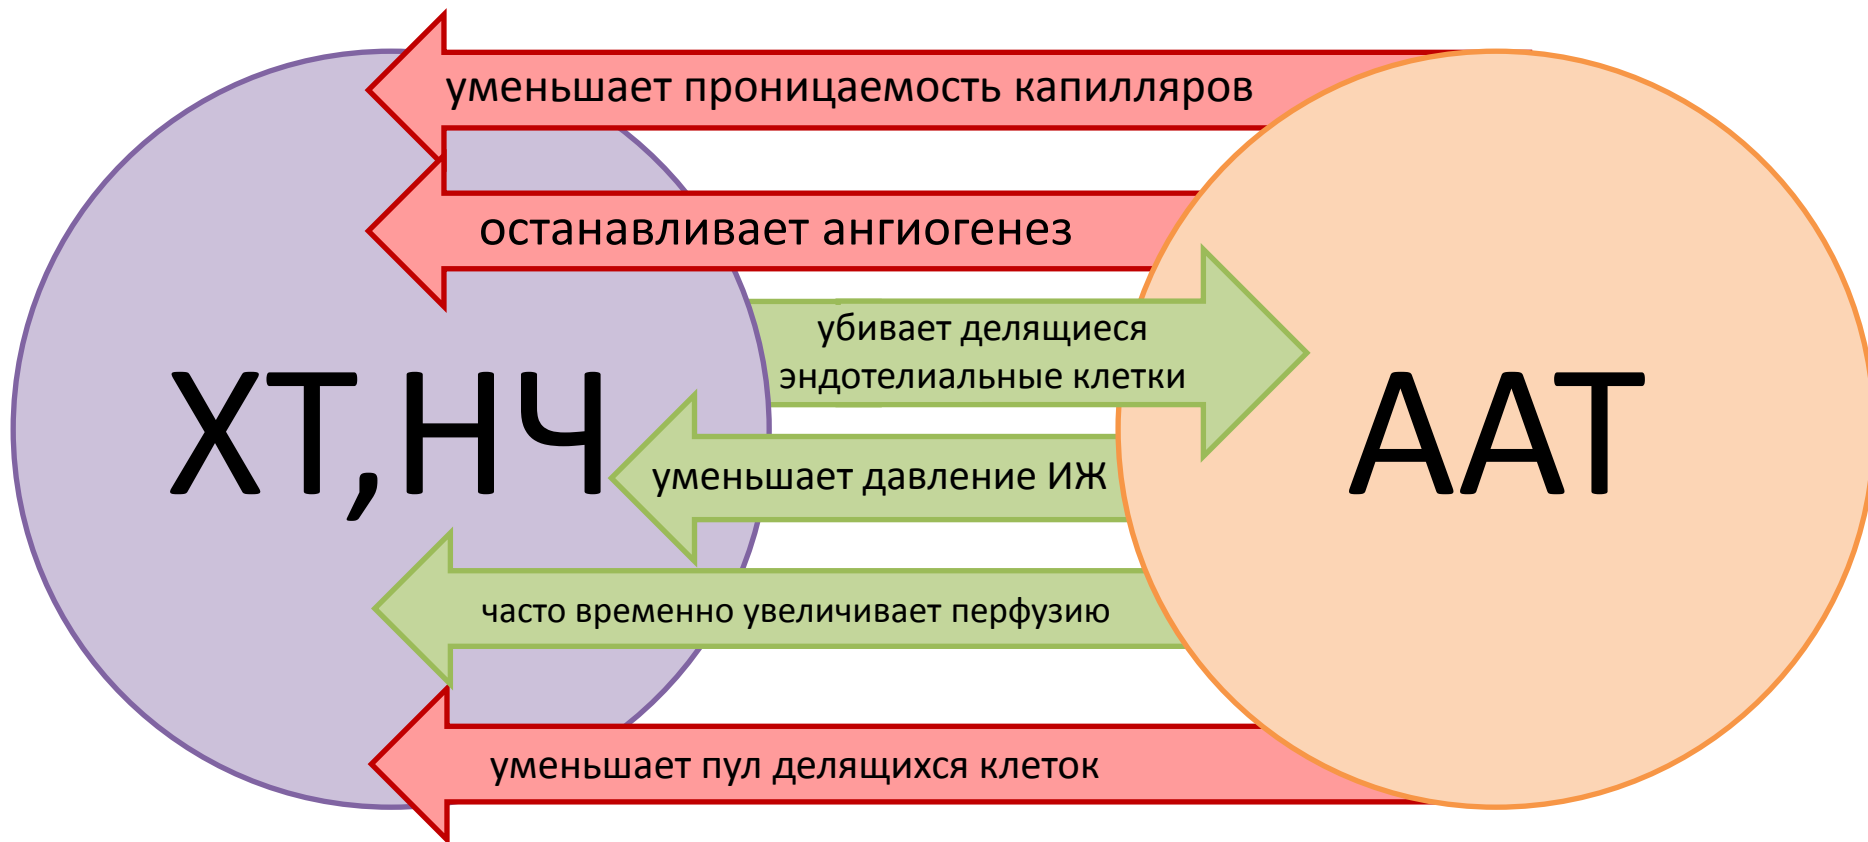 уменьшает проницаемость капилляров
останавливает ангиогенез
убивает делящиеся
эндотелиальные клетки
ХТ,НЧ
ААТ
уменьшает давление ИЖ
часто временно увеличивает перфузию
уменьшает пул делящихся клеток